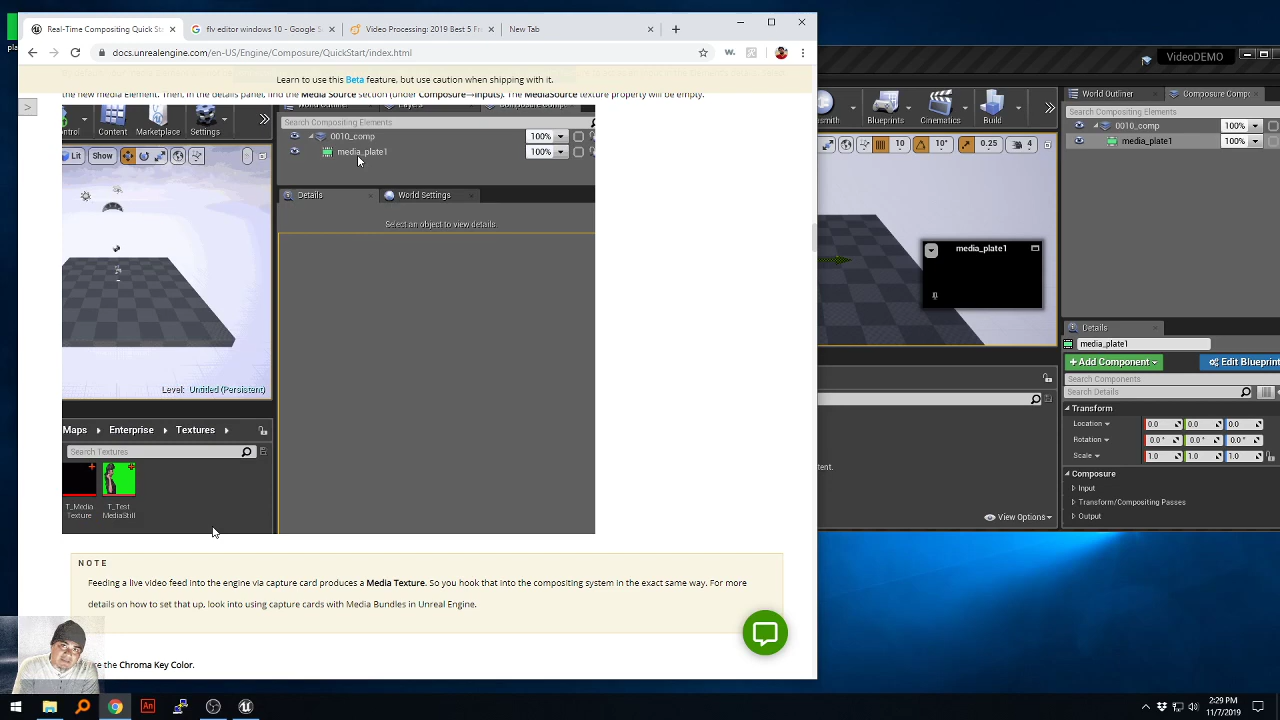 Real-Time Compositing Quick St
flv editor windows 10 - Google S
Video Processing: 2019 Best 5 Fr
New Tab
docs.unrealengine.com/en-US/Engine/Composure/QuickStart/index.html
Learn to use this Beta feature, but use caution when shipping with it.
the new media Element. Then, in the details panel, find the Media Source section (under Composure→Inputs). The MediaSource texture property will be empty.
Content
Marketplace
Settings
Search Compositing Elements
0010_comp
100%
media_plate1
100%
Lit
Show
Details
World Settings
Select an object to view details
Level: Untitled (Persistent)
Maps
Enterprise
Textures
Search Textures
T_Media
Texture
T_Test
MediaStill
NOTE
Feeding a live video feed into the engine via capture card produces a Media Texture. So you hook that into the compositing system in the exact same way. For more
details on how to set that up, look into using capture cards with Media Bundles in Unreal Engine.
the Chroma Key Color.
VideoDEMO
Blueprints
Cinematics
Build
World Outliner
Composure Compo
Search Compositing Elements
0010_comp
100%
media_plate1
100%
10
10°
0.25
4
media_plate1
Details
media_plate1
+Add Component
Edit Blueprint
Search Components
Search Details
Transform
Location
0.0
0.0
0.0
Rotation
0.0 °
0.0 °
0.0 °
Scale
1.0
1.0
1.0
Composure
Input
Transform/Compositing Passes
Output
View Options
2:29 PM
11/7/2019